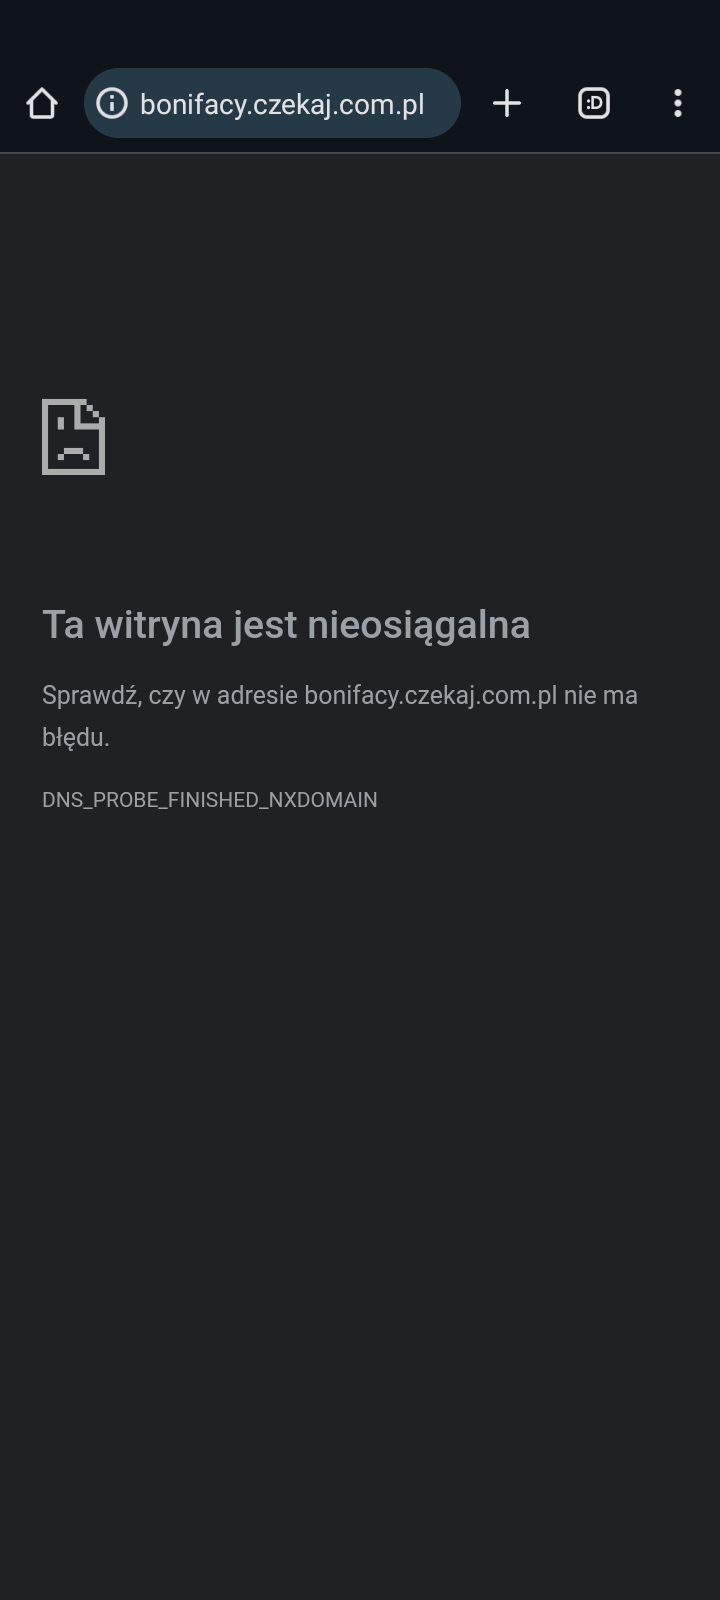 bonifacy.czekaj.com.pl
:D
Ta witryna jest nieosiągalna
Sprawdź, czy w adresie bonifacy.czekaj.com.pl nie ma
błędu.
DNS_PROBE_FINISHED_NXDOMAIN